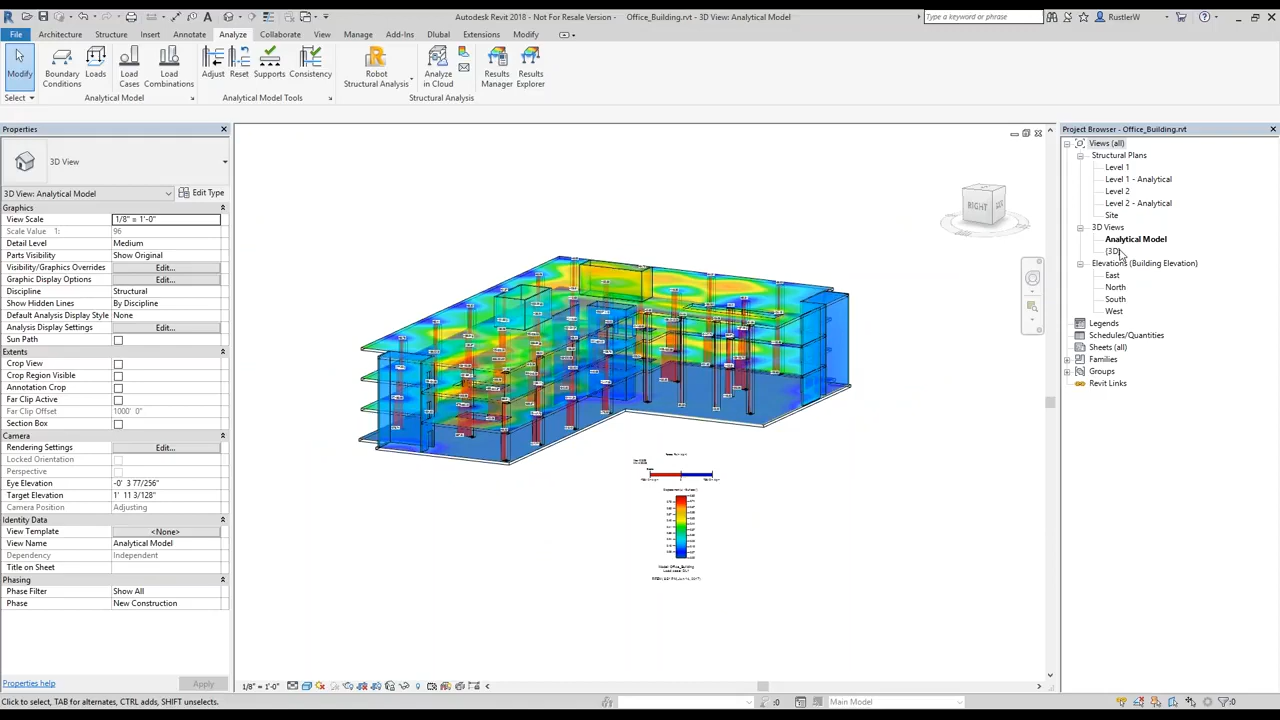 Autodesk Revit 2018 - Not For Resale Version - Office_Building.rvt - 3D View: Analytical Model
Type a keyword or phrase
RustlerW
File Architecture Structure Insert Annotate Analyze Collaborate View Manage Add-Ins Dlubal Extensions Modify
Modify
Boundary Conditions
Loads
Load Cases
Load Combinations
Adjust
Reset
Supports
Consistency
Robot Structural Analysis
Analyze in Cloud
Results Manager
Results Explorer
Select
Analytical Model
Analytical Model Tools
Structural Analysis
Properties
3D View
3D View: Analytical Model
Edit Type
Graphics
View Scale 1/8" = 1'-0"
Scale Value 1: 96
Detail Level Medium
Parts Visibility Show Original
Visibility/Graphics Overrides Edit...
Graphic Display Options Edit...
Discipline Structural
Show Hidden Lines By Discipline
Default Analysis Display Style None
Analysis Display Settings Edit...
Sun Path
Extents
Crop View
Crop Region Visible
Annotation Crop
Far Clip Active
Far Clip Offset 1000' 0"
Section Box
Camera
Rendering Settings Edit...
Locked Orientation
Perspective
Eye Elevation -0' 3 77/256"
Target Elevation 1' 11 3/128"
Camera Position Adjusting
Identity Data
View Template <None>
View Name Analytical Model
Dependency Independent
Title on Sheet
Phasing
Phase Filter Show All
Phase New Construction
Properties help
Apply
RIGHT
1/8" = 1'-0"
Project Browser - Office_Building.rvt
Views (all)
Structural Plans
Level 1
Level 1 - Analytical
Level 2
Level 2 - Analytical
Site
3D Views
Analytical Model
{3D}
Elevations (Building Elevation)
East
North
South
West
Legends
Schedules/Quantities
Sheets (all)
Families
Groups
Revit Links
Click to select, TAB for alternates, CTRL adds, SHIFT unselects.
:0
Main Model
:0